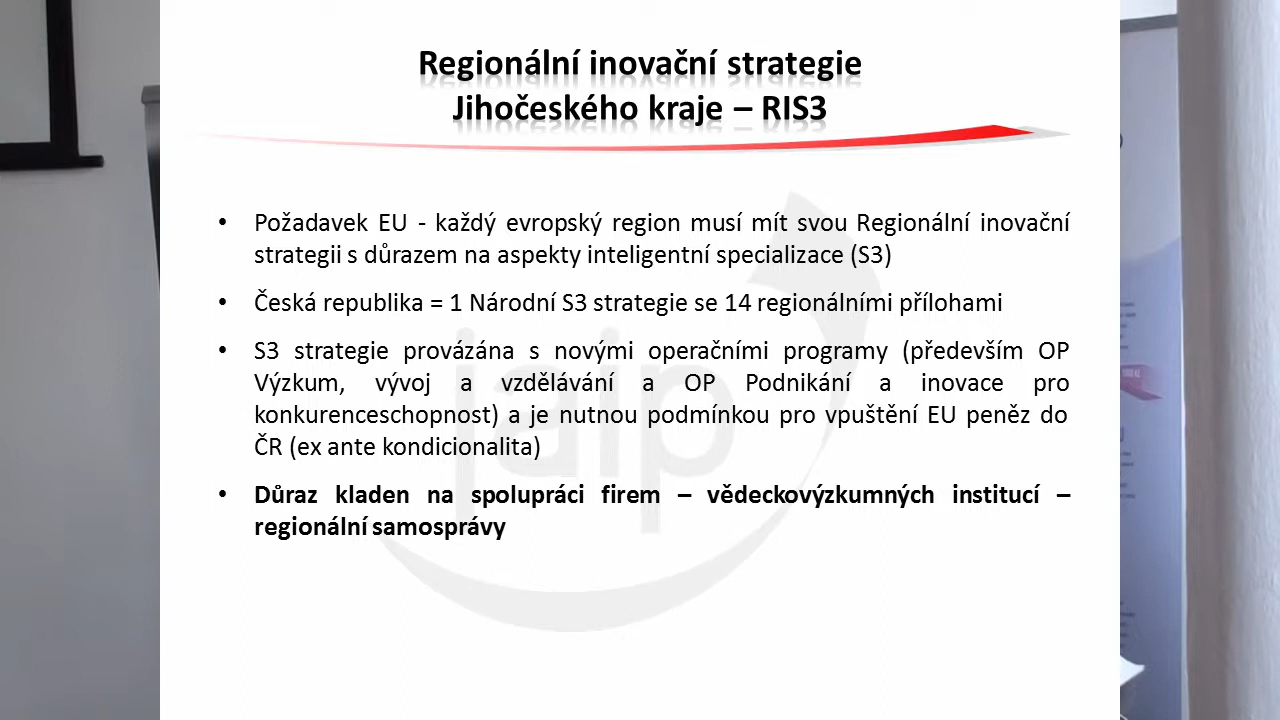 Regionální inovační strategie
Jihočeského kraje – RIS3
• Požadavek EU - každý evropský region musí mít svou Regionální inovační
strategii s důrazem na aspekty inteligentní specializace (S3)
• Česká republika = 1 Národní S3 strategie se 14 regionálními přílohami
• S3 strategie provázána s novými operačními programy (především OP
Výzkum, vývoj a vzdělávání a OP Podnikání a inovace pro
konkurenceschopnost) a je nutnou podmínkou pro vpuštění EU peněz do
ČR (ex ante kondicionalita)
• Důraz kladen na spolupráci firem – vědeckovýzkumných institucí –
regionální samosprávy
jaip